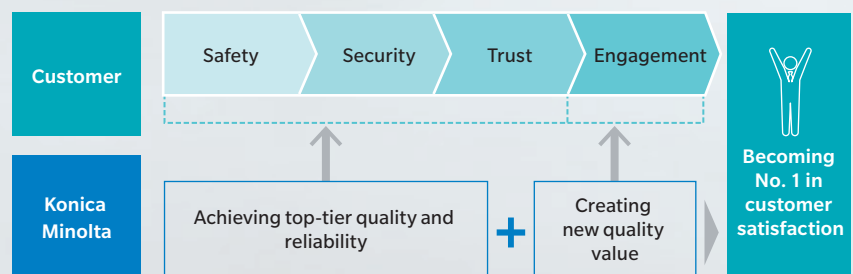 Customer
Safety
Security
Trust
Engagement
Konica
Minolta
Achieving top-tier quality and
reliability
+
Creating
new quality
value
Becoming
No. 1 in
customer
satisfaction